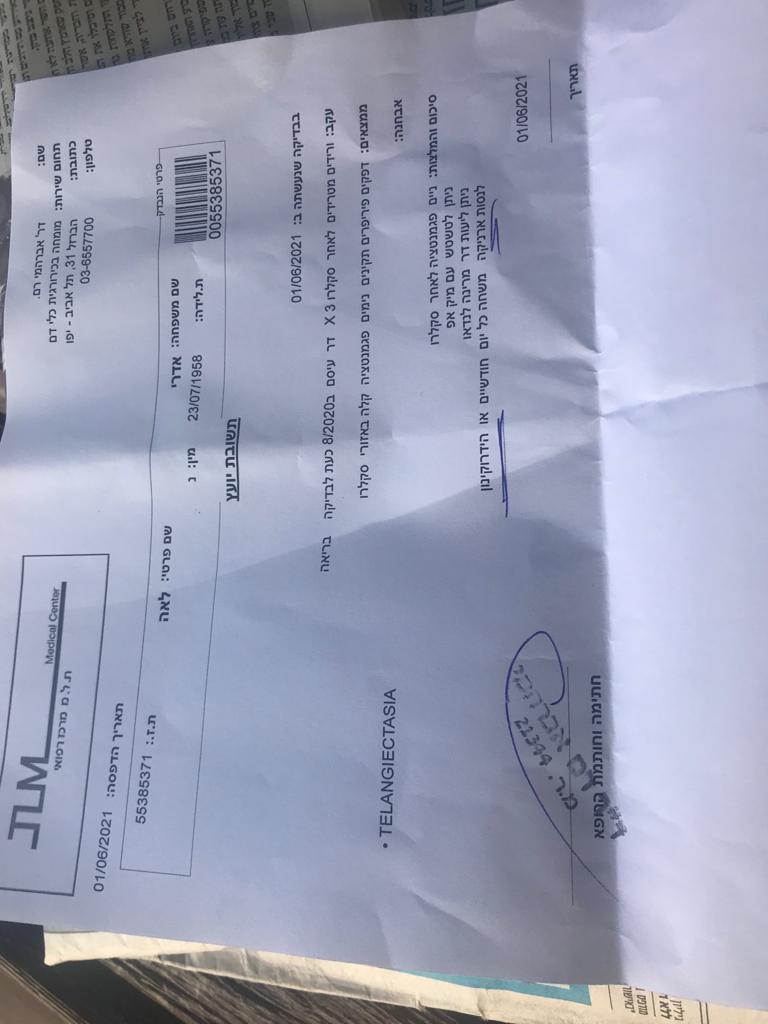 TLM
Medical Center
ת.ל.מ מרכז רפואי
שם: דר' אברהמי רם.
תחום שירות: מומחה בכירורגית כלי דם
כתובת: הברזל 31, תל אביב - יפו
טלפון: 03-6557700
תאריך הדפסה: 01/06/2021
פרטי הנבדק
שם משפחה: אדרי שם פרטי: לאה ת.ז.: 55385371
ת.לידה: 23/07/1958 מין: נ
0055385371
תשובת יועץ
בבדיקה שנעשתה ב: 01/06/2021
עקב: ורידים מטרידים לאחר סקלרו 3 X דר עיסם ב8/2020 כעת לבדיקה בריאה
ממצאים: דפקים פריפרים תקינים נימים פגמנטציה קלה באזורי סקלרו
אבחנה:
• TELANGIECTASIA
סיכום והמלצות: ניים פגמנטציה לאחר סקלרו
ניתן לטשטש עם מיק אפ
ניתן ליעות דר מרינה לנדאו
לנסות ארניקה משחה כל יום חודשיים או הידרוקינון
01/06/2021
תאריך
חתימה וחותמת הרופא
מ.ר. 21344